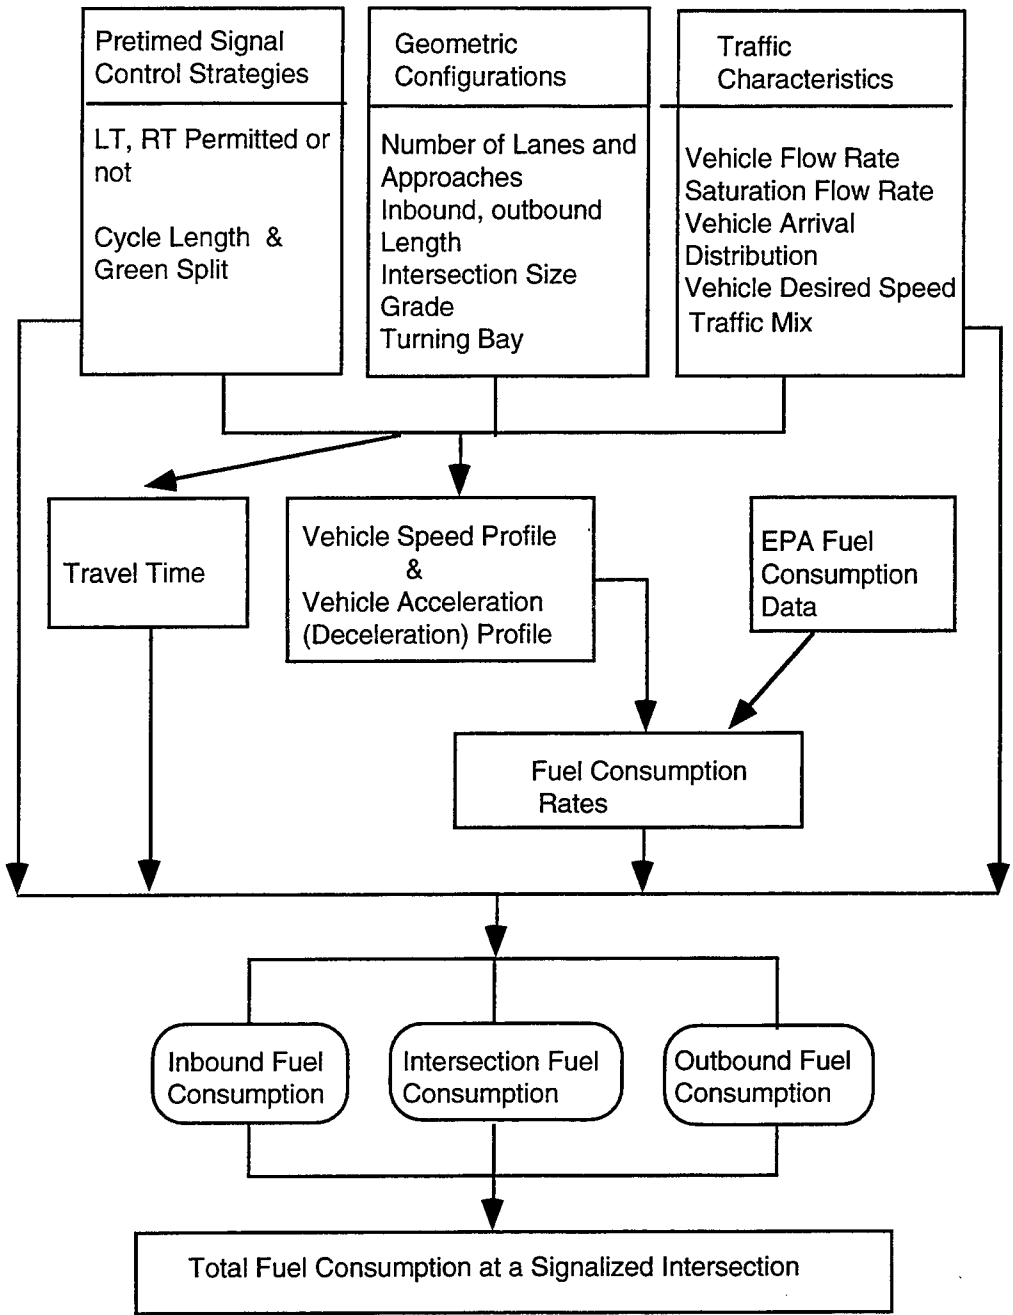 Pretimed Signal
Control Strategies
LT, RT Permitted or
not
Cycle Length &
Green Split
Geometric
Configurations
Number of Lanes and
Approaches
Inbound, outbound
Length
Intersection Size
Grade
Turning Bay
Traffic
Characteristics
Vehicle Flow Rate
Saturation Flow Rate
Vehicle Arrival
Distribution
Vehicle Desired Speed
Traffic Mix
Travel Time
Vehicle Speed Profile
&
Vehicle Acceleration
(Deceleration) Profile
EPA Fuel
Consumption
Data
Fuel Consumption
Rates
Inbound Fuel
Consumption
Intersection Fuel
Consumption
Outbound Fuel
Consumption
Total Fuel Consumption at a Signalized Intersection